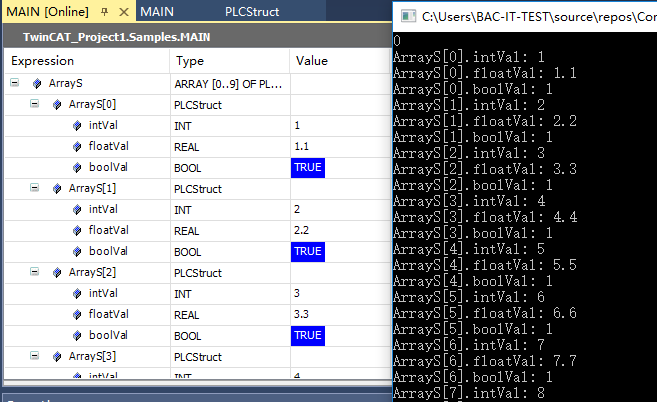 MAIN [Online]
MAIN
PLCStruct
TwinCAT_Project1.Samples.MAIN
Expression Type Value
ArrayS ARRAY [0..9] OF PL...
ArrayS[0] PLCStruct
intVal INT 1
floatVal REAL 1.1
boolVal BOOL TRUE
ArrayS[1] PLCStruct
intVal INT 2
floatVal REAL 2.2
boolVal BOOL TRUE
ArrayS[2] PLCStruct
intVal INT 3
floatVal REAL 3.3
boolVal BOOL TRUE
ArrayS[3] PLCStruct
intVal INT 4
C:\Users\BAC-IT-TEST\source\repos\Con
0
ArrayS[0].intVal: 1
ArrayS[0].floatVal: 1.1
ArrayS[0].boolVal: 1
ArrayS[1].intVal: 2
ArrayS[1].floatVal: 2.2
ArrayS[1].boolVal: 1
ArrayS[2].intVal: 3
ArrayS[2].floatVal: 3.3
ArrayS[2].boolVal: 1
ArrayS[3].intVal: 4
ArrayS[3].floatVal: 4.4
ArrayS[3].boolVal: 1
ArrayS[4].intVal: 5
ArrayS[4].floatVal: 5.5
ArrayS[4].boolVal: 1
ArrayS[5].intVal: 6
ArrayS[5].floatVal: 6.6
ArrayS[5].boolVal: 1
ArrayS[6].intVal: 7
ArrayS[6].floatVal: 7.7
ArrayS[6].boolVal: 1
ArrayS[7].intVal: 8